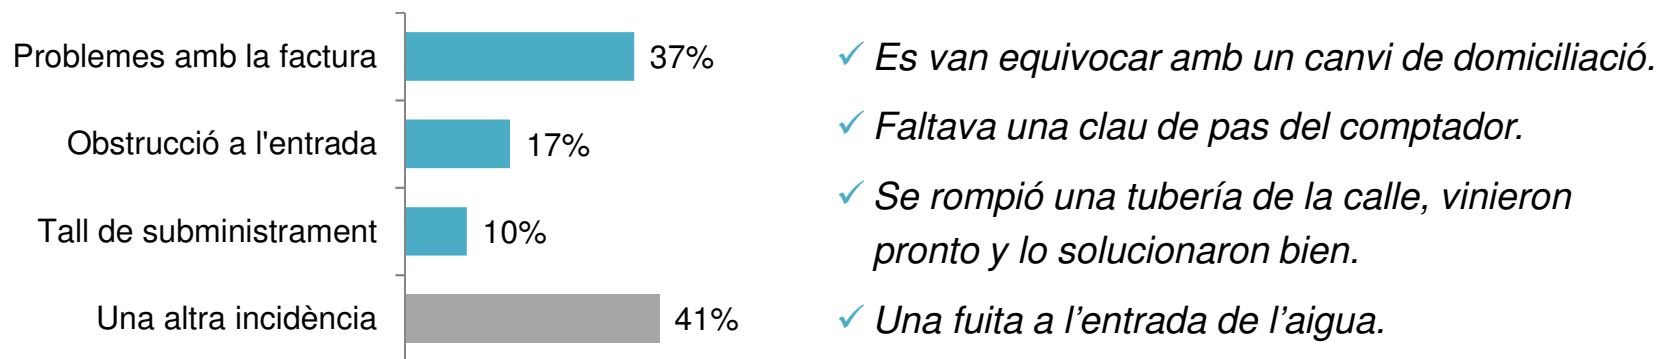 Problemes amb la factura 37%
Obstrucció a l'entrada 17%
Tall de subministrament 10%
Una altra incidència 41%
✓ Es van equivocar amb un canvi de domiciliació.
✓ Faltava una clau de pas del comptador.
✓ Se rompió una tubería de la calle, vinieron
pronto y lo solucionaron bien.
✓ Una fuita a l’entrada de l’aigua.